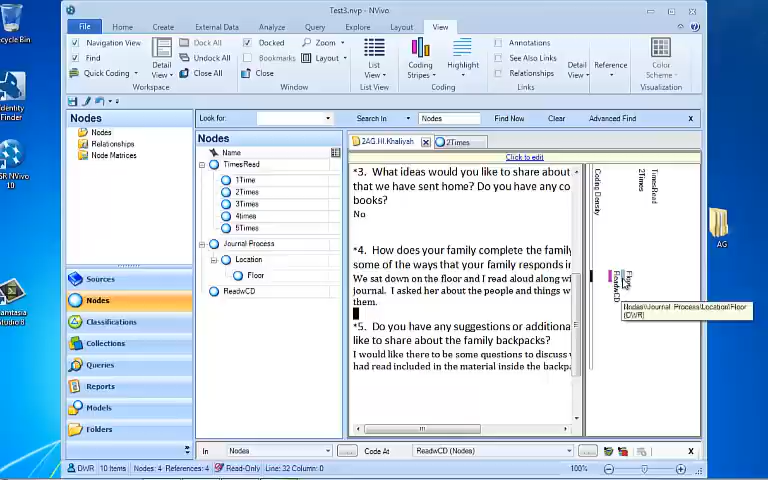 Test3.nvp - NVivo
File Home Create External Data Analyze Query Explore Layout View
Navigation View
Find
Quick Coding
Detail View
Dock All
Undock All
Close All
Workspace
Docked
Bookmarks
Close
Zoom
Layout
Window
List View
List View
Coding Stripes
Highlight
Coding
Annotations
See Also Links
Relationships
Links
Detail View
Reference
Color Scheme
Visualization
Look for: Search In Nodes Find Now Clear Advanced Find
Nodes
Nodes
Relationships
Node Matrices
Sources
Nodes
Classifications
Collections
Queries
Reports
Models
Folders
Nodes
Name
TimesRead
1Time
2Times
3Times
4times
5Times
Journal Process
Location
Floor
ReadwCD
2AG.HI.Khaliyah 2Times
Click to edit
*3. What ideas would you like to share about
that we have sent home? Do you have any co
books?
No
*4. How does your family complete the family
some of the ways that your family responds in
We sat down on the floor and I read aloud along wi
journal. I asked her about the people and things w
them.
*5. Do you have any suggestions or additiona
like to share about the family backpacks?
I would like there to be some questions to discuss
had read included in the material inside the backpa
Coding Density
2Times
TimesRead
ReadwCD
Floor
Nodes\\Journal Process\Location\Floor
(DWR)
In Nodes Code At ReadwCD (Nodes)
DWR 10 Items Nodes: 4 References: 4 Read-Only Line: 32 Column: 0 100%
Recycle Bin
Identity
Finder
QSR NVivo
10
Camtasia
Studio 8
AG